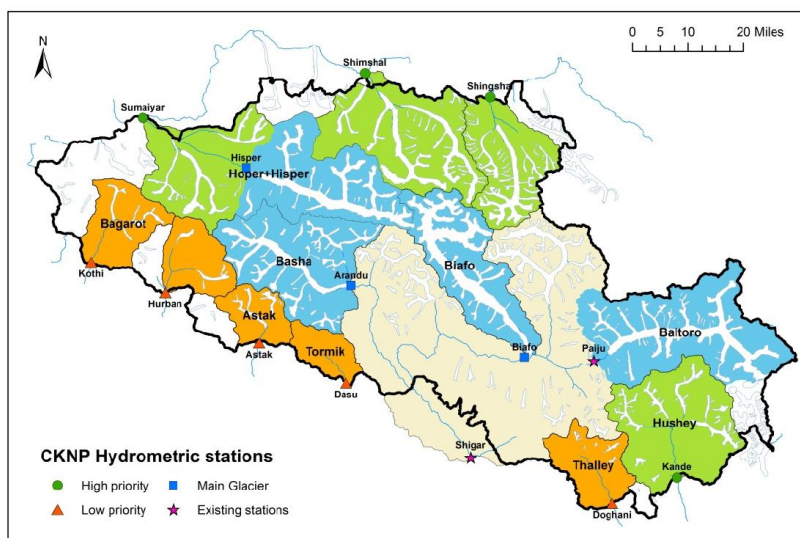 N
0 5 10 20 Miles
Shimshal
Shingshal
Sumaiyar
Hisper
Hoper+Hisper
Bagarot
Kothi
Basha
Arandu
Biafo
Hurban
Astak
Astak
Tormik
Dasu
Biafo
Paiju
Baltoro
Hushey
Shigar
Thalley
Kande
Doghani
CKNP Hydrometric stations
High priority
Main Glacier
Low priority
Existing stations